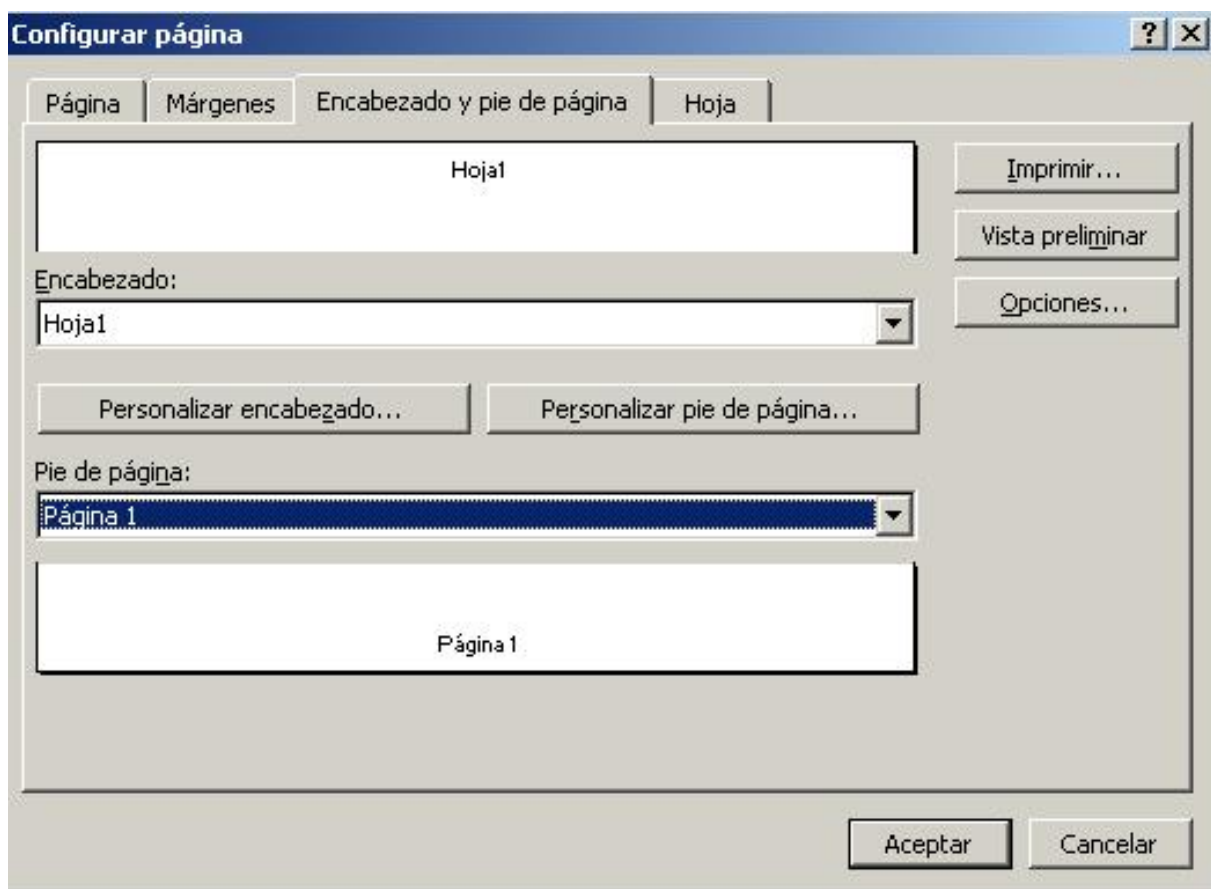 Configurar página
Página Márgenes Encabezado y pie de página Hoja
Hoja1
Imprimir...
Vista preliminar
Encabezado:
Opciones...
Hoja1
Personalizar encabezado... Personalizar pie de página...
Pie de página:
Página 1
Página 1
Aceptar Cancelar